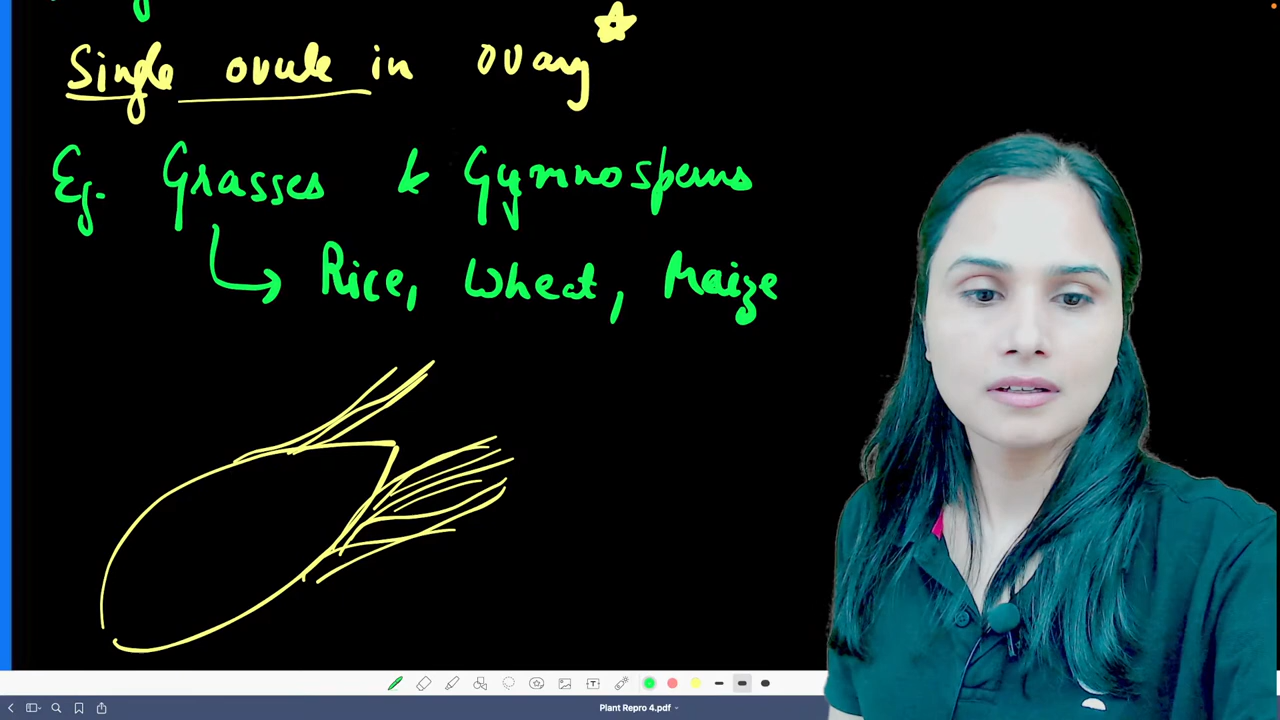 Single ovule in ovary
Eg. Grasses & Gymnosperms
Rice, Wheat, Maize
Plant Repro 4.pdf